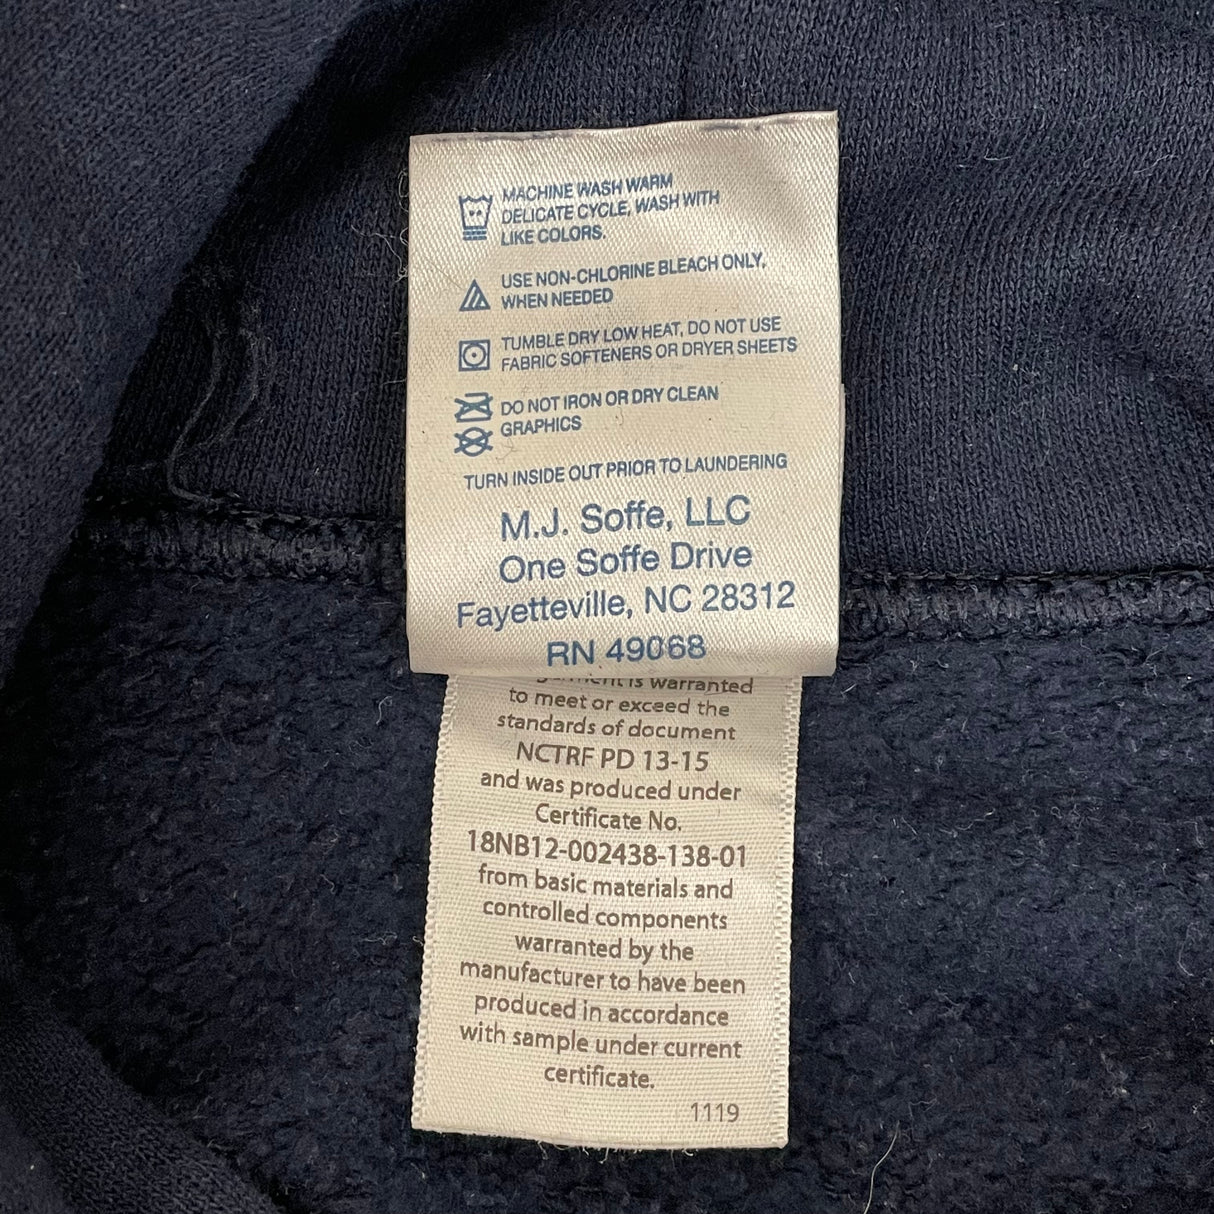 MACHINE WASH WARM
DELICATE CYCLE, WASH WITH
LIKE COLORS.
USE NON-CHLORINE BLEACH ONLY,
WHEN NEEDED
TUMBLE DRY LOW HEAT, DO NOT USE
FABRIC SOFTENERS OR DRYER SHEETS
DO NOT IRON OR DRY CLEAN
GRAPHICS
TURN INSIDE OUT PRIOR TO LAUNDERING
M.J. Soffe, LLC
One Soffe Drive
Fayetteville, NC 28312
RN 49068
is warranted
to meet or exceed the
standards of document
NCTRF PD 13-15
and was produced under
Certificate No.
18NB12-002438-138-01
from basic materials and
controlled components
warranted by the
manufacturer to have been
produced in accordance
with sample under current
certificate.
1119